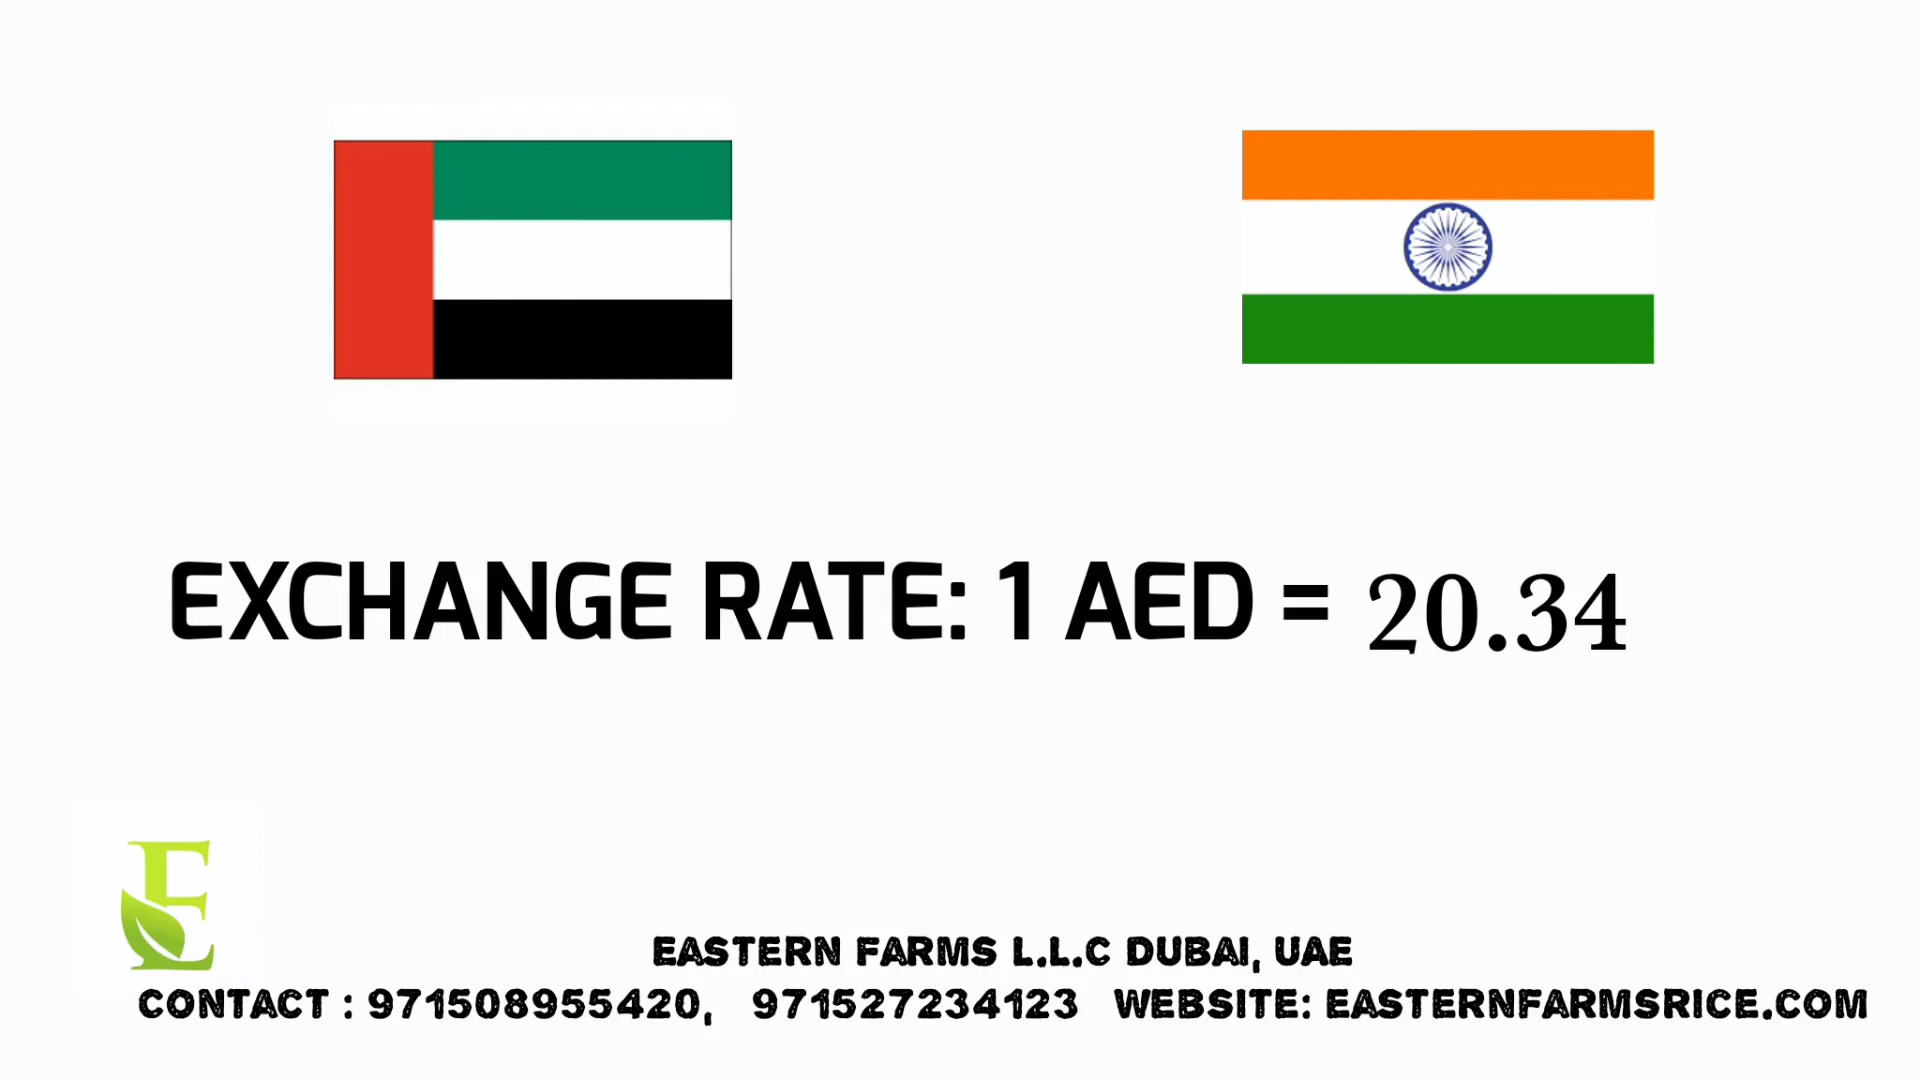 EXCHANGE RATE: 1 AED = 20.34
E
EASTERN FARMS L.L.C DUBAI, UAE
CONTACT : 971508955420, 971527234123 WEBSITE: EASTERNFARMSRICE.COM